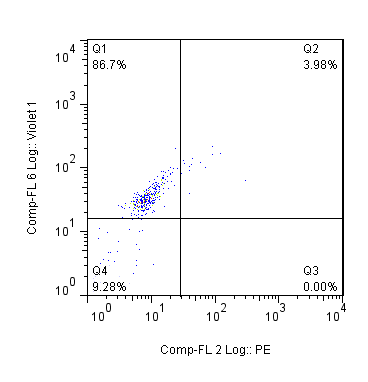 Q1
86.7%
Q2
3.98%
Q4
9.28%
Q3
0.00%
10^4
10^3
10^2
10^1
10^0
10^0 10^1 10^2 10^3 10^4
Comp-FL 6 Log:: Violet 1
Comp-FL 2 Log:: PE